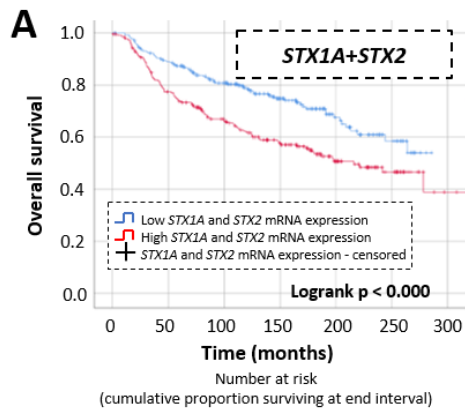 A
STX1A+STX2
1.0
0.8
0.6
0.4
0.2
0.0
Overall survival
Low STX1A and STX2 mRNA expression
High STX1A and STX2 mRNA expression
STX1A and STX2 mRNA expression - censored
Logrank p < 0.000
0 50 100 150 200 250 300
Time (months)
Number at risk
(cumulative proportion surviving at end interval)